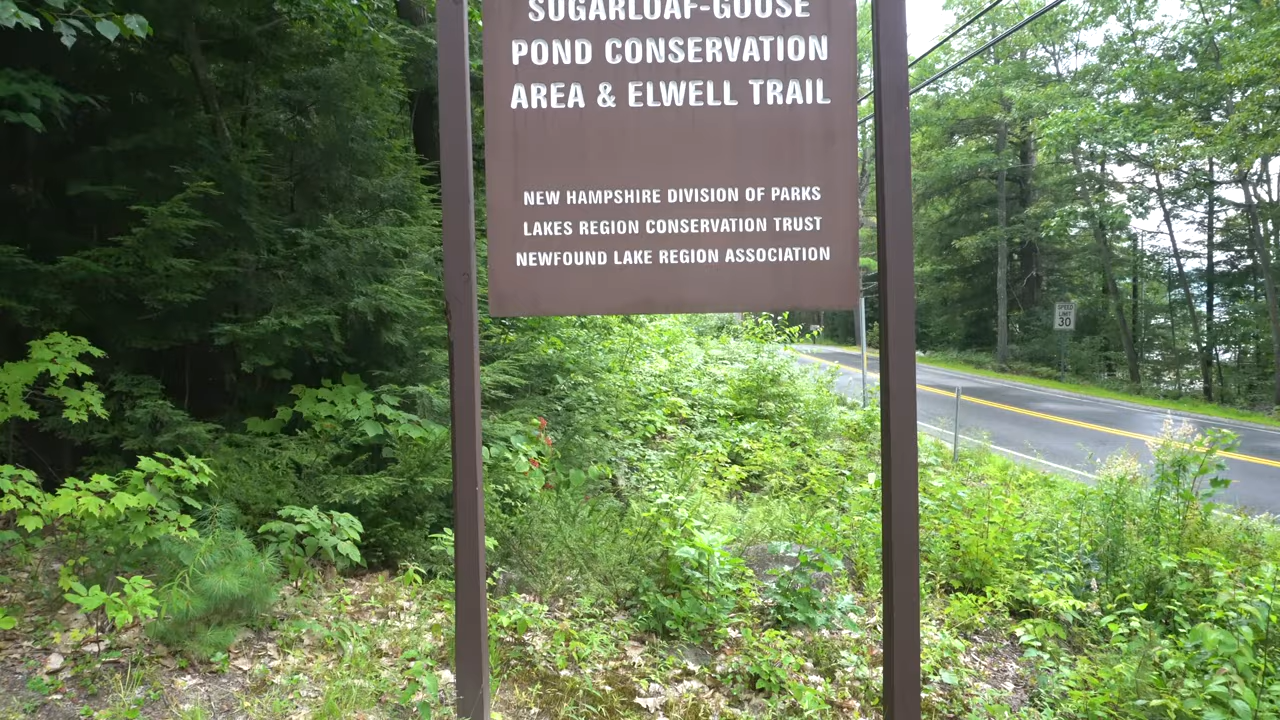 SUGARLOAF-GOOSE
POND CONSERVATION
AREA & ELWELL TRAIL
NEW HAMPSHIRE DIVISION OF PARKS
LAKES REGION CONSERVATION TRUST
NEWFOUND LAKE REGION ASSOCIATION
SPEED
LIMIT
30